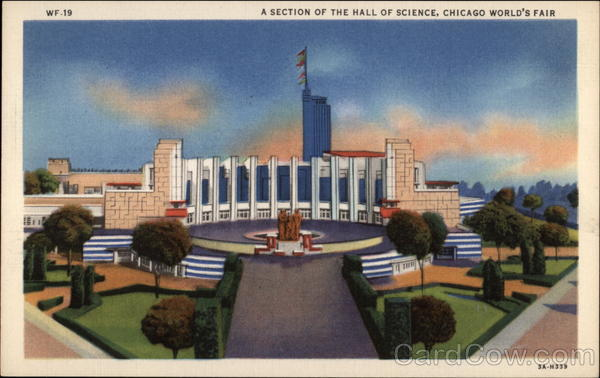 WF-19
A SECTION OF THE HALL OF SCIENCE, CHICAGO WORLD'S FAIR
CardCow.com
3A-H339